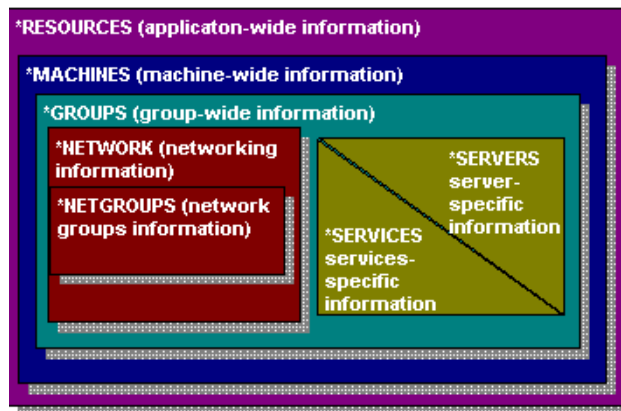 *RESOURCES (applicaton-wide information)
*MACHINES (machine-wide information)
*GROUPS (group-wide information)
*NETWORK (networking
information)
*NETGROUPS (network
groups information)
*SERVERS
server-
specific
information
*SERVICES
services-
specific
information